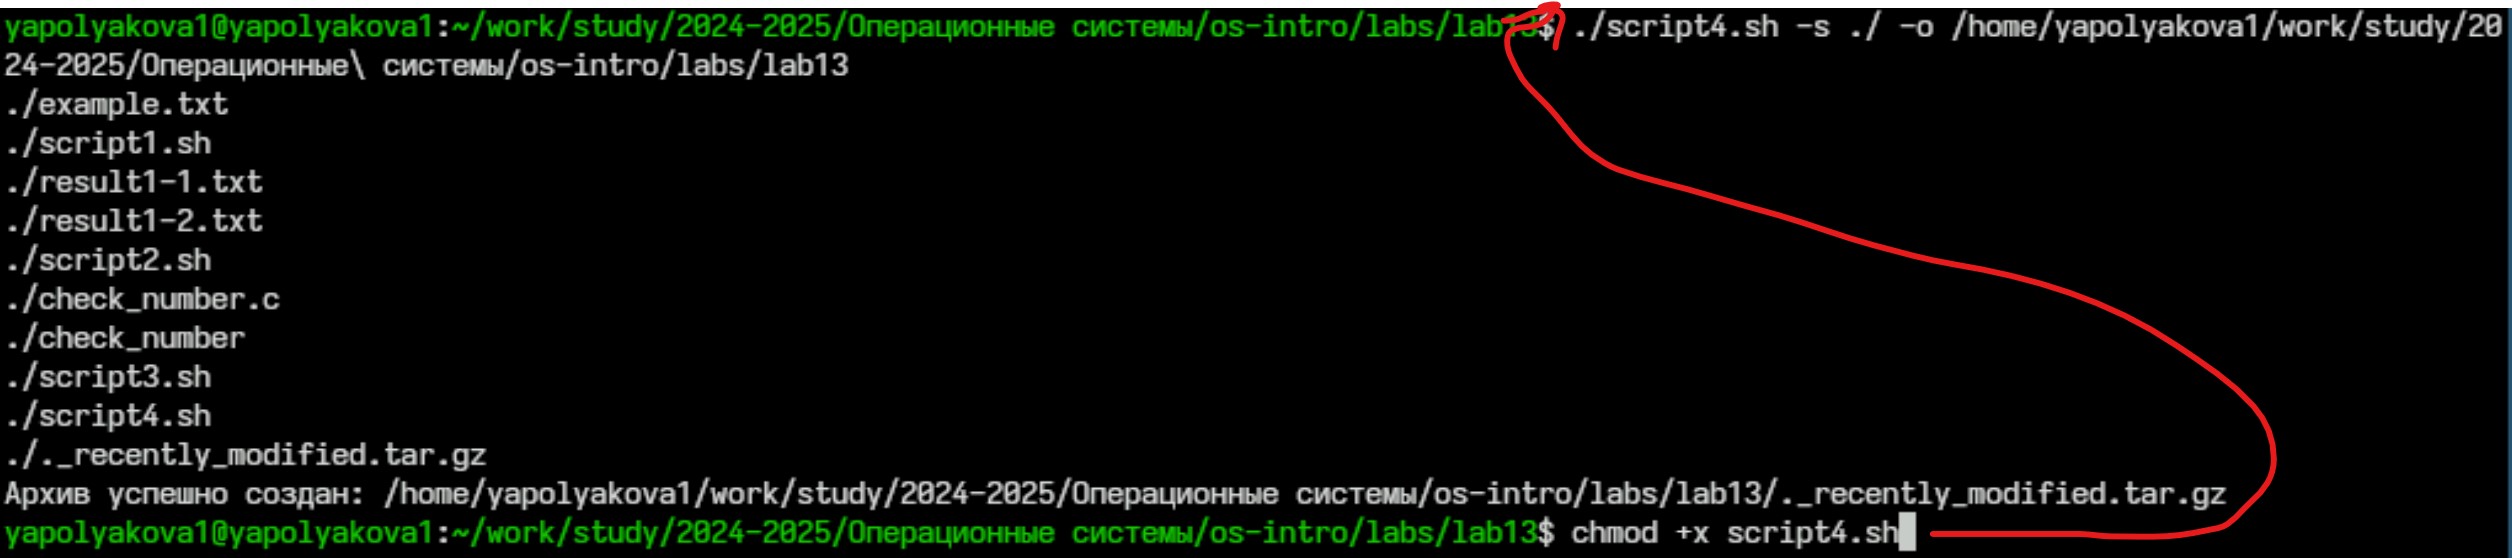 yapolyakova1@yapolyakova1:~/work/study/2024-2025/Операционные системы/os-intro/labs/lab13$ ./script4.sh -s ./ -o /home/yapolyakova1/work/study/20
24-2025/Операционные\ системы/os-intro/labs/lab13
./example.txt
./script1.sh
./result1-1.txt
./result1-2.txt
./script2.sh
./check_number.c
./check_number
./script3.sh
./script4.sh
./._recently_modified.tar.gz
Архив успешно создан: /home/yapolyakova1/work/study/2024-2025/Операционные системы/os-intro/labs/lab13/._recently_modified.tar.gz
yapolyakova1@yapolyakova1:~/work/study/2024-2025/Операционные системы/os-intro/labs/lab13$ chmod +x script4.sh